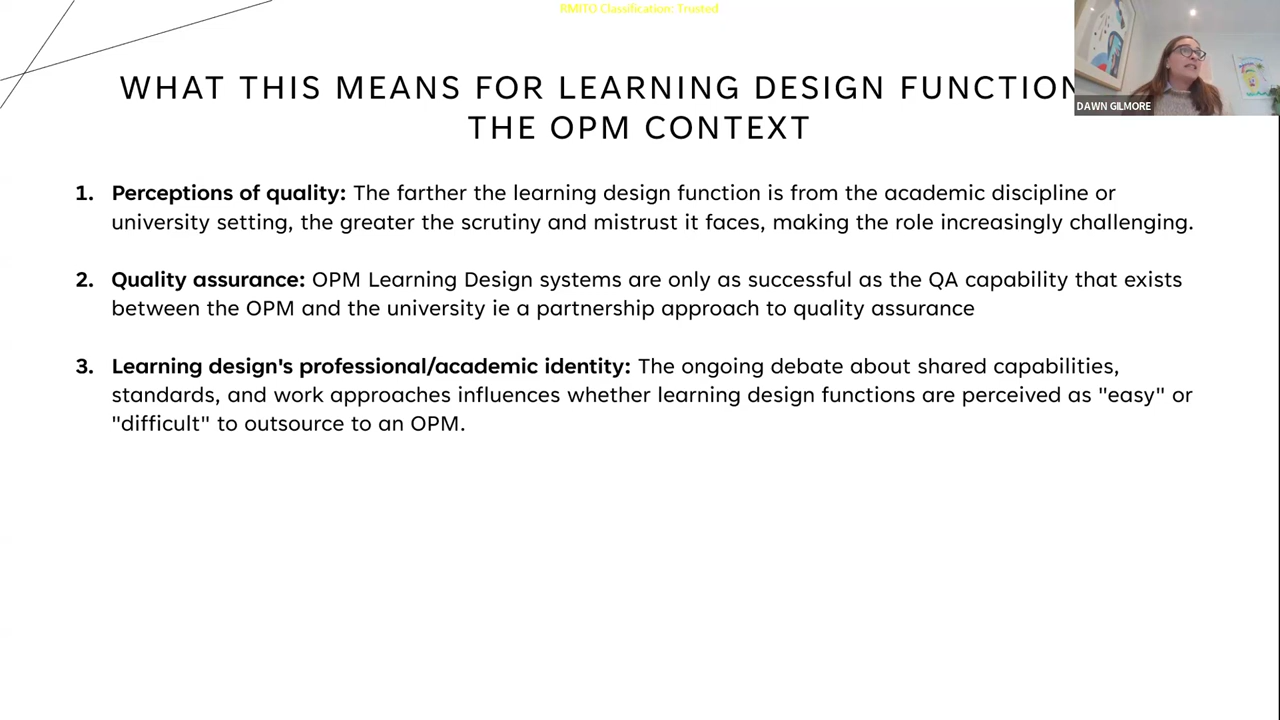 RMITO Classification: Trusted
WHAT THIS MEANS FOR LEARNING DESIGN FUNCTION
THE OPM CONTEXT
DAWN GILMORE
1. Perceptions of quality: The farther the learning design function is from the academic discipline or
university setting, the greater the scrutiny and mistrust it faces, making the role increasingly challenging.
2. Quality assurance: OPM Learning Design systems are only as successful as the QA capability that exists
between the OPM and the university ie a partnership approach to quality assurance
3. Learning design's professional/academic identity: The ongoing debate about shared capabilities,
standards, and work approaches influences whether learning design functions are perceived as "easy" or
"difficult" to outsource to an OPM.